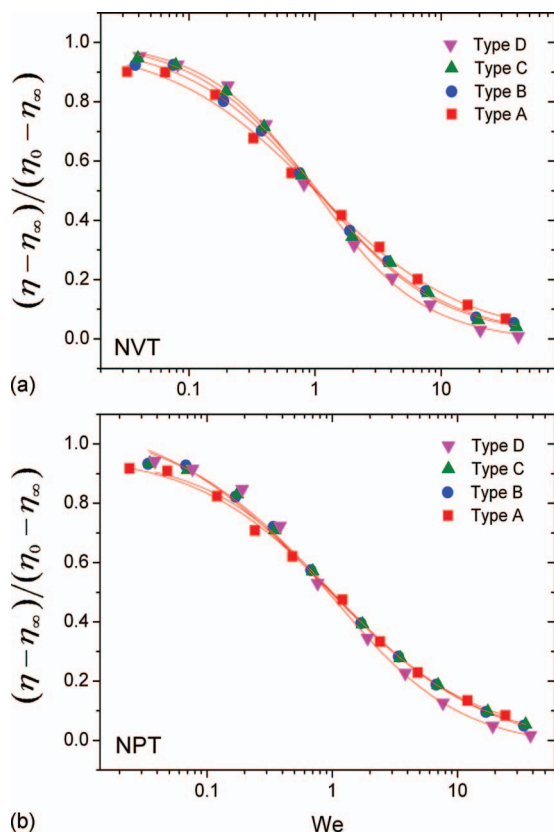 1.0
0.8
0.6
0.4
0.2
0.0
(η−η∞)/(η0−η∞)
Type D
Type C
Type B
Type A
NVT
0.1
1
10
(a)
1.0
0.8
0.6
0.4
0.2
0.0
(η−η∞)/(η0−η∞)
Type D
Type C
Type B
Type A
NPT
0.1
1
10
(b)
We